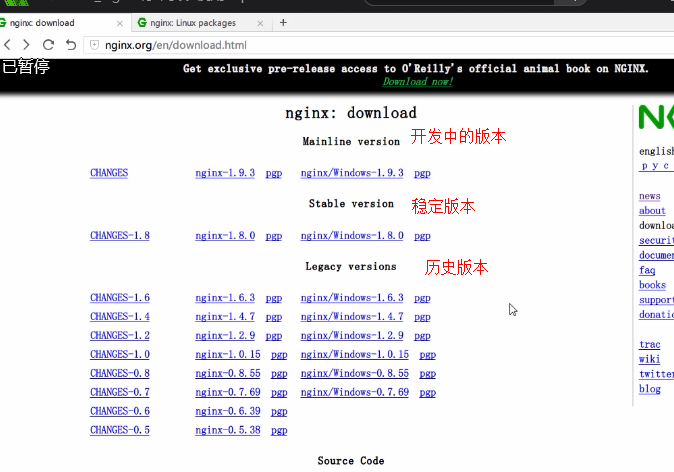 nginx: download
nginx: Linux packages
nginx.org/en/download.html
已暂停
Get exclusive pre-release access to O'Reilly's official animal book on NGINX.
Download now!
nginx: download
Mainline version 开发中的版本
CHANGES nginx-1.9.3 pgp nginx/Windows-1.9.3 pgp
Stable version 稳定版本
CHANGES-1.8 nginx-1.8.0 pgp nginx/Windows-1.8.0 pgp
Legacy versions 历史版本
CHANGES-1.6 nginx-1.6.3 pgp nginx/Windows-1.6.3 pgp
CHANGES-1.4 nginx-1.4.7 pgp nginx/Windows-1.4.7 pgp
CHANGES-1.2 nginx-1.2.9 pgp nginx/Windows-1.2.9 pgp
CHANGES-1.0 nginx-1.0.15 pgp nginx/Windows-1.0.15 pgp
CHANGES-0.8 nginx-0.8.55 pgp nginx/Windows-0.8.55 pgp
CHANGES-0.7 nginx-0.7.69 pgp nginx/Windows-0.7.69 pgp
CHANGES-0.6 nginx-0.6.39 pgp
CHANGES-0.5 nginx-0.5.38 pgp
Source Code
english
рус
news
about
downlo
securit
documen
faq
books
support
donatio
trac
wiki
twitter
blog